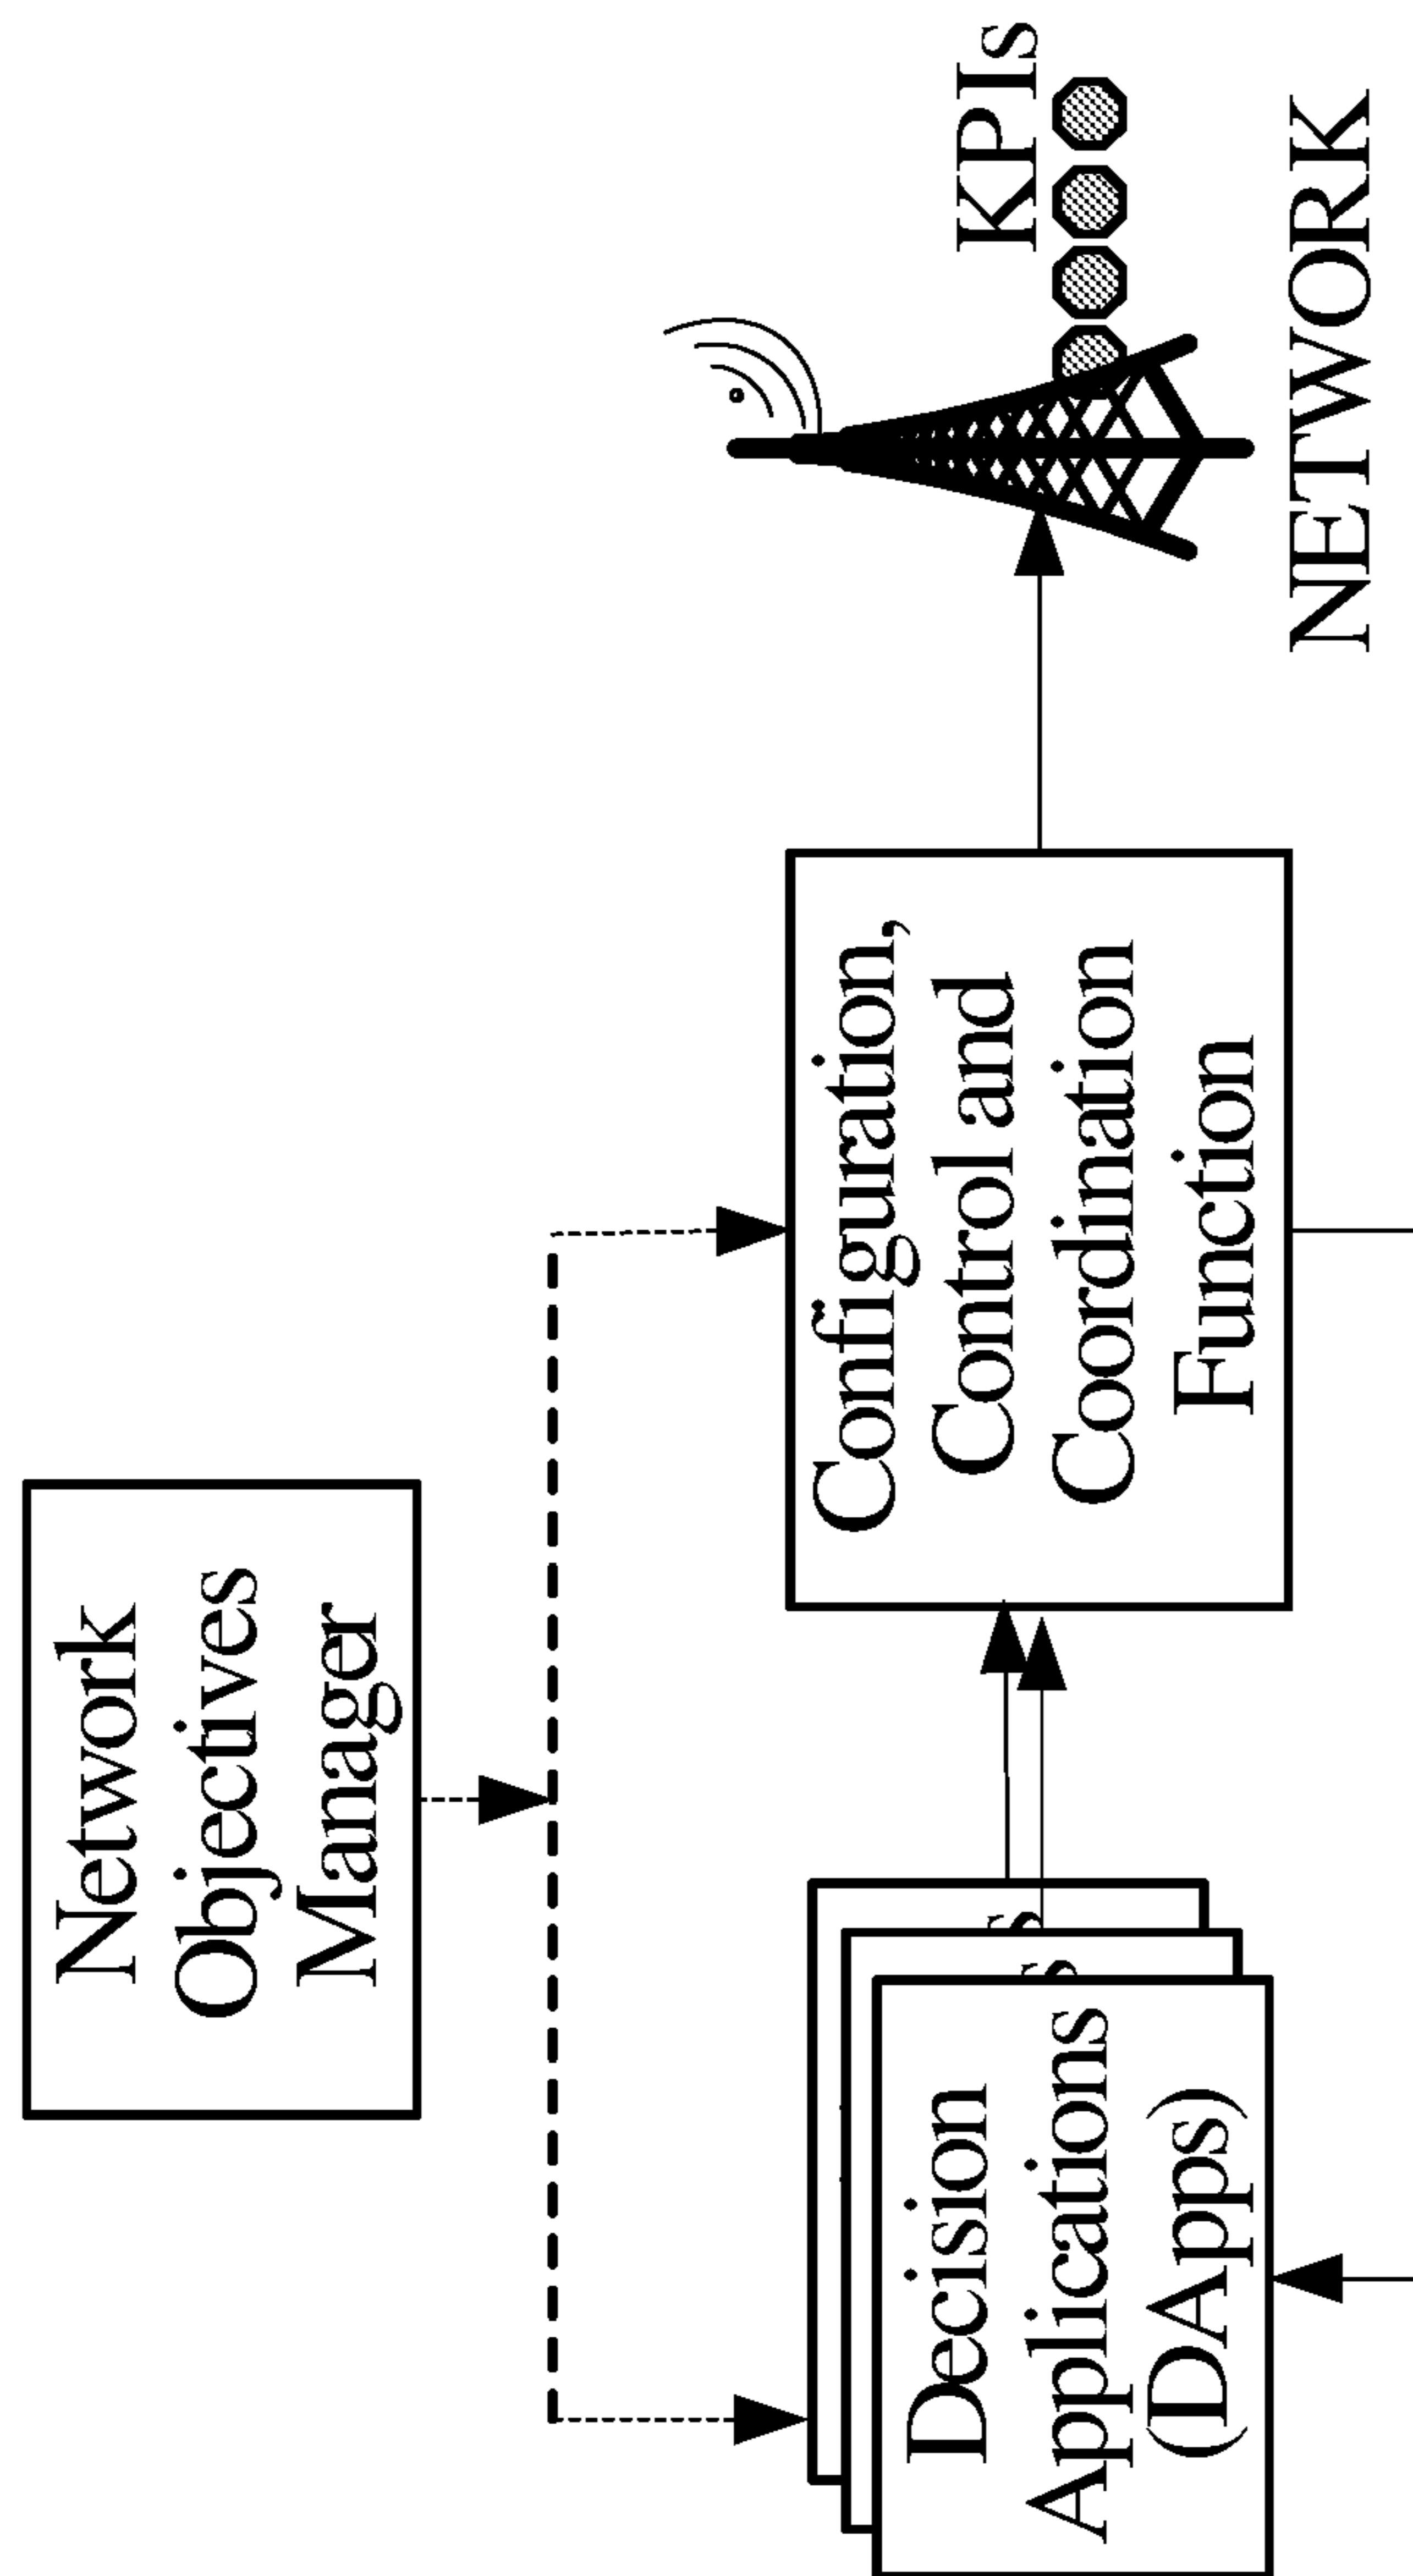 Network
Objectives
Manager
Decision
Applications
(DApps)
s
s
Configuration,
Control and
Coordination
Function
KPIs
NETWORK